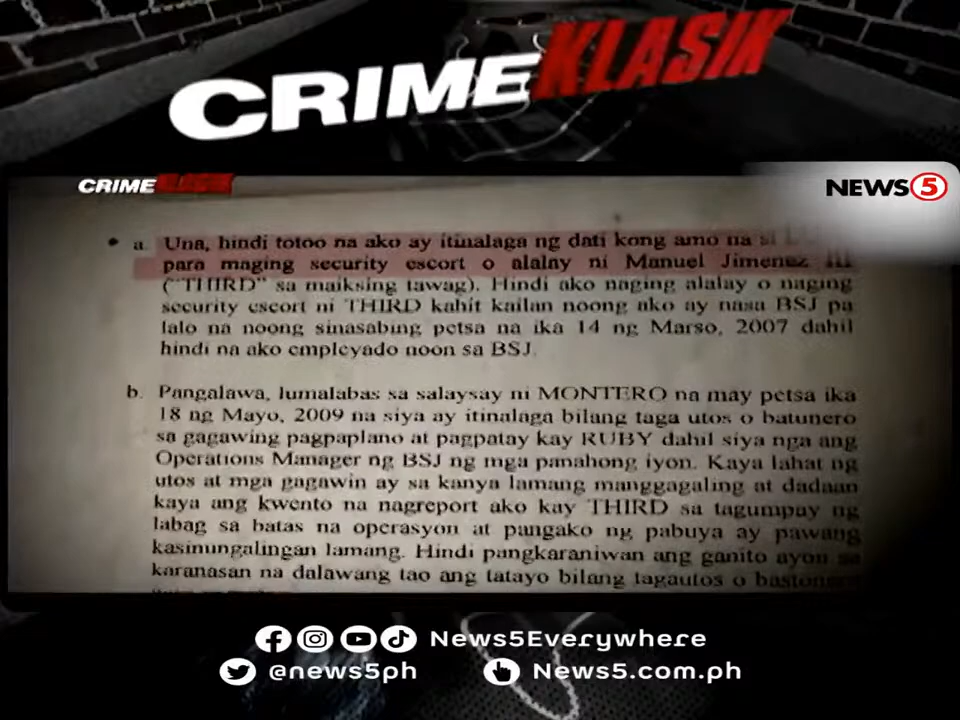 CRIME KLASIK
CRIME KLASIK
NEWS 5
a. Una, hindi totoo na ako ay itinalaga ng dati kong amo na si
para maging security escort o alalay ni Manuel Jimenez III
("THIRD" sa maiksing tawag). Hindi ako naging alalay o naging
security escort ni THIRD kahit kailan noong ako ay nasa BSJ pa
lalo na noong sinasabing petsa na ika 14 ng Marso, 2007 dahil
hindi na ako empleyado noon sa BSJ.
b. Pangalawa, lumalabas sa salaysay ni MONTERO na may petsa ika
18 ng Mayo, 2009 na siya ay itinalaga bilang taga utos o batunero
sa gagawing pagpaplano at pagpatay kay RUBY dahil siya nga ang
Operations Manager ng BSJ ng mga panahong iyon. Kaya lahat ng
utos at mga gagawin ay sa kanya lamang manggagaling at dadaan
kaya ang kwento na nagreport ako kay THIRD sa tagumpay ng
labag sa batas na operasyon at pangako ng pabuya ay pawang
kasinungalingan lamang. Hindi pangkaraniwan ang ganito ayon sa
karanasan na dalawang tao ang tatayo bilang tagautos o
News5Everywhere
@news5ph News5.com.ph